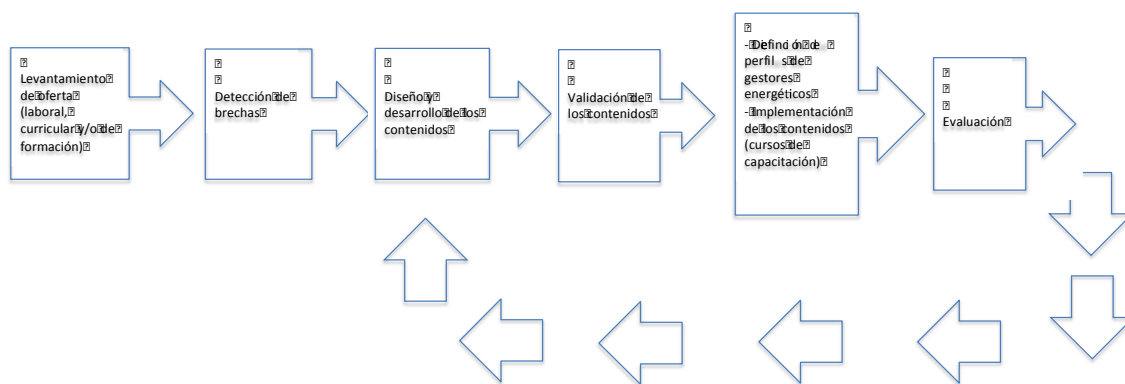 Levantamiento
de oferta
(laboral,
curricular y/o de
formación)
Detección de
brechas
Diseño y
desarrollo de los
contenidos
Validación de
los contenidos
- Definición de
perfiles de
gestores
energéticos
- Implementación
de los contenidos
(cursos de
capacitación)
Evaluación